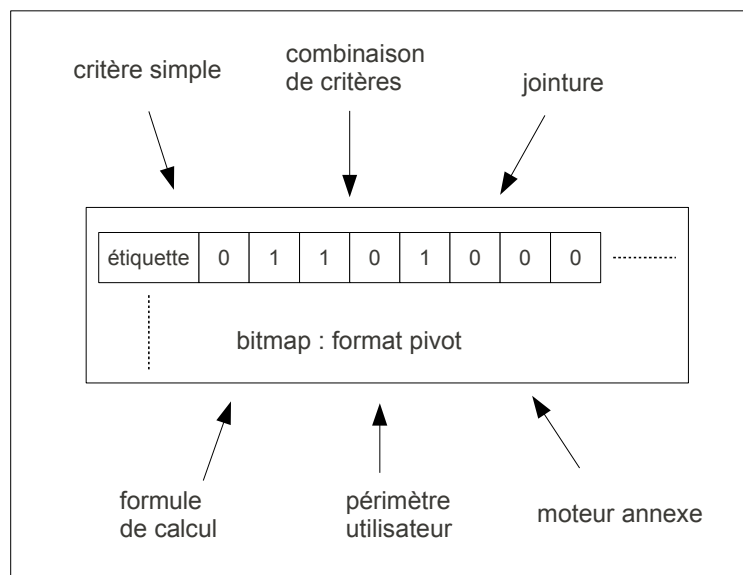 combinaison
de critères
critère simple
jointure
étiquette 0 1 1 0 1 0 0 0
bitmap : format pivot
formule
de calcul
périmètre
utilisateur
moteur annexe